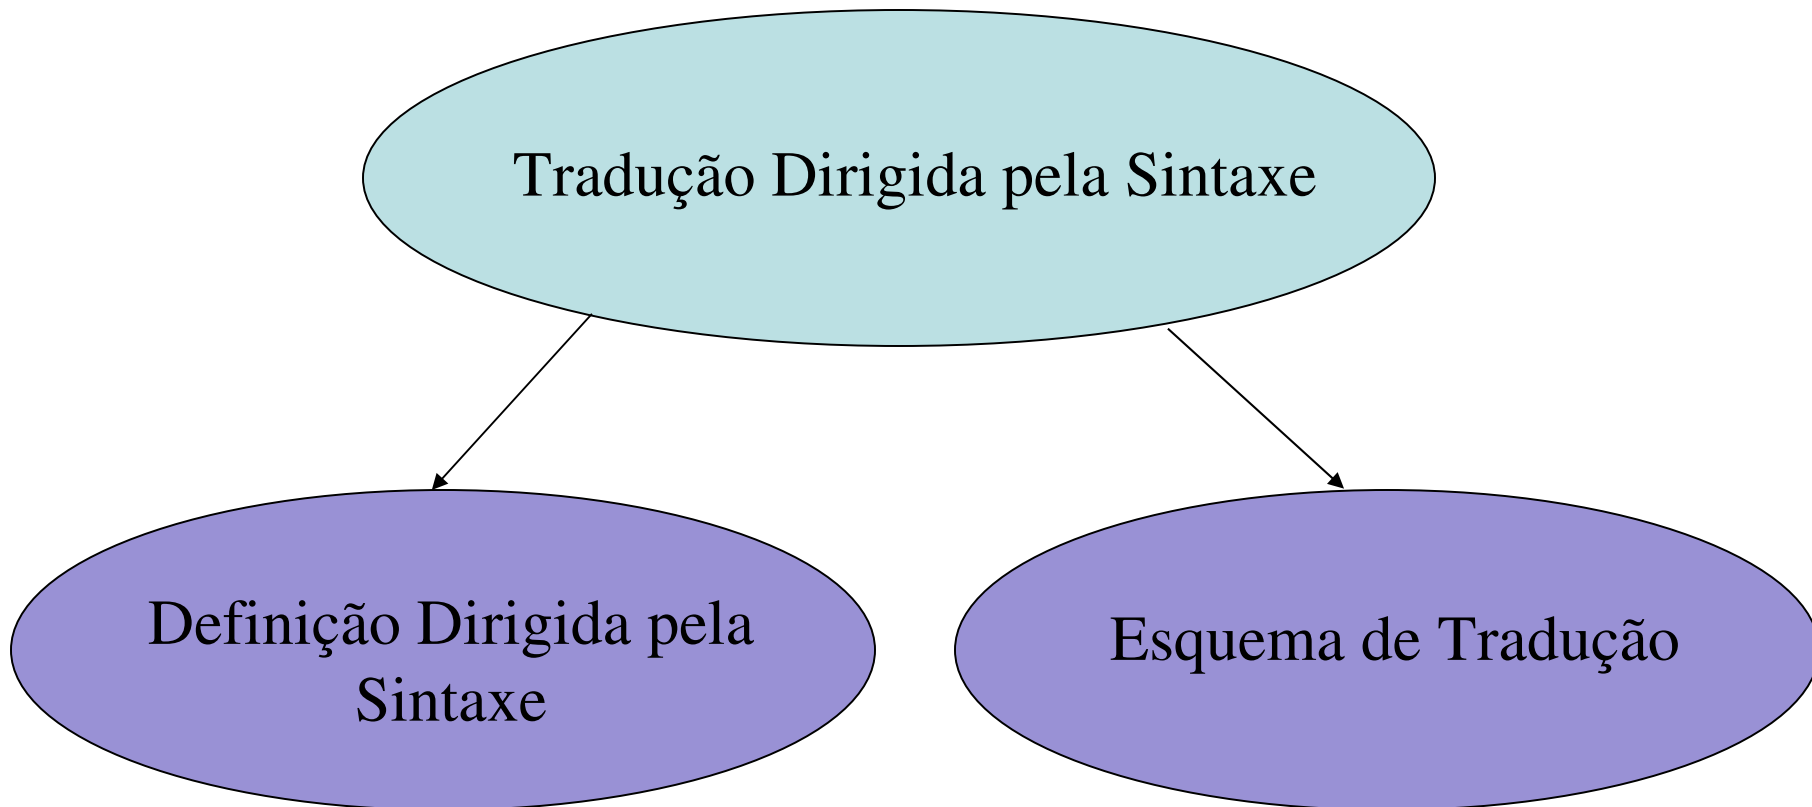 Tradução Dirigida pela Sintaxe
Definição Dirigida pela
Sintaxe
Esquema de Tradução